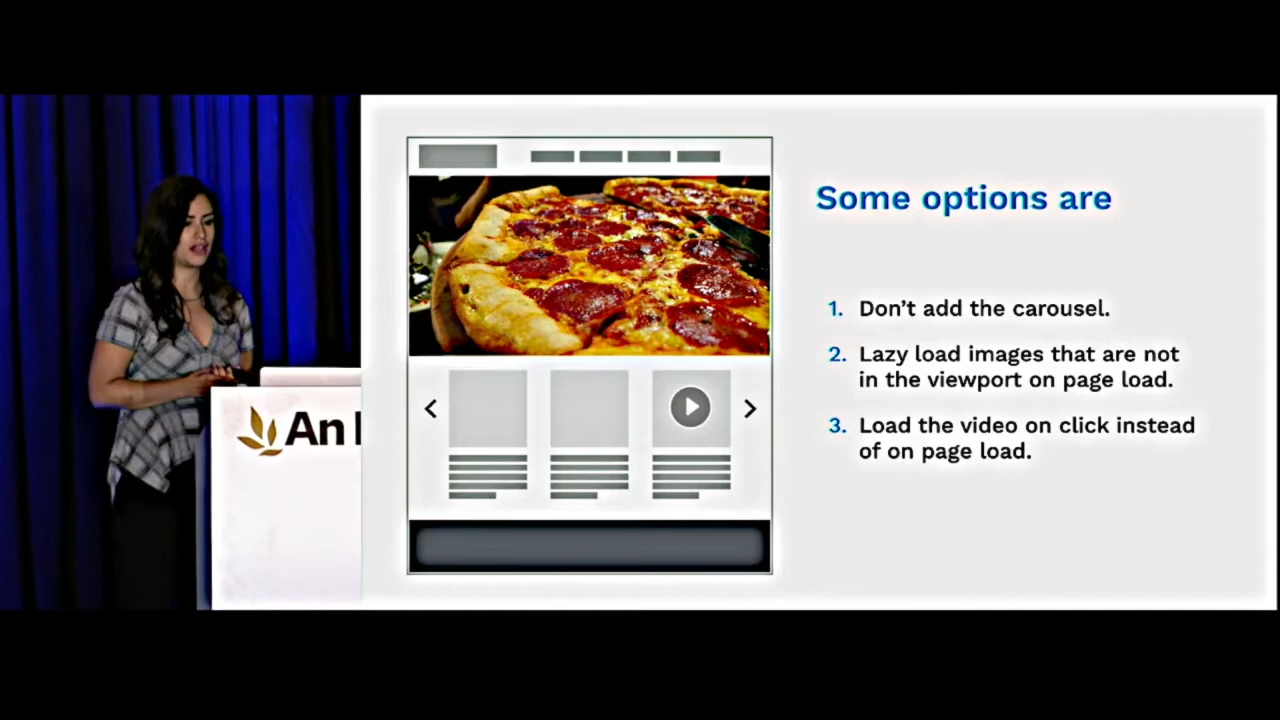 Some options are
1. Don’t add the carousel.
2. Lazy load images that are not
in the viewport on page load.
3. Load the video on click instead
of on page load.
An